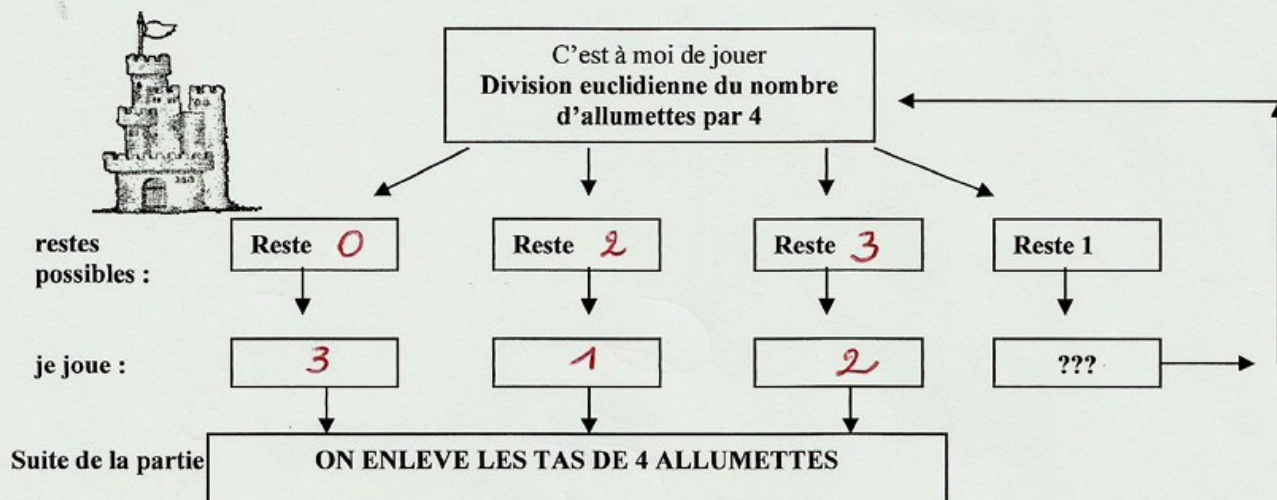 C'est à moi de jouer
Division euclidienne du nombre
d'allumettes par 4
restes
possibles :
Reste 0
Reste 2
Reste 3
Reste 1
je joue :
3
1
2
???
Suite de la partie
ON ENLEVE LES TAS DE 4 ALLUMETTES